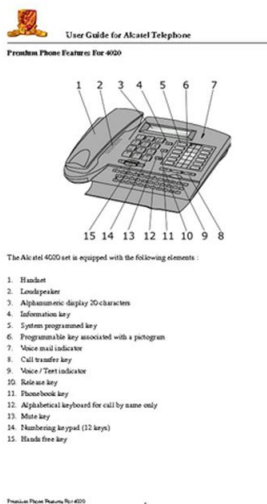 User Guide for Alcatel Telephone
Premium Phone Features For 4020
1 2 3 4 5 6 7
15 14 13 12 11 10 9 8
The Alcatel 4020 set is equipped with the following elements :
1. Handset
2. Loudspeaker
3. Alphanumeric display 20 characters
4. Information key
5. System programmed key
6. Programmable key associated with a pictogram
7. Voice mail indicator
8. Call transfer key
9. Voice / Text indicator
10. Release key
11. Phonebook key
12. Alphabetical keyboard for call by name only
13. Mute key
14. Numbering keypad (12 keys)
15. Hands free key
Premium Phone Features For 4020